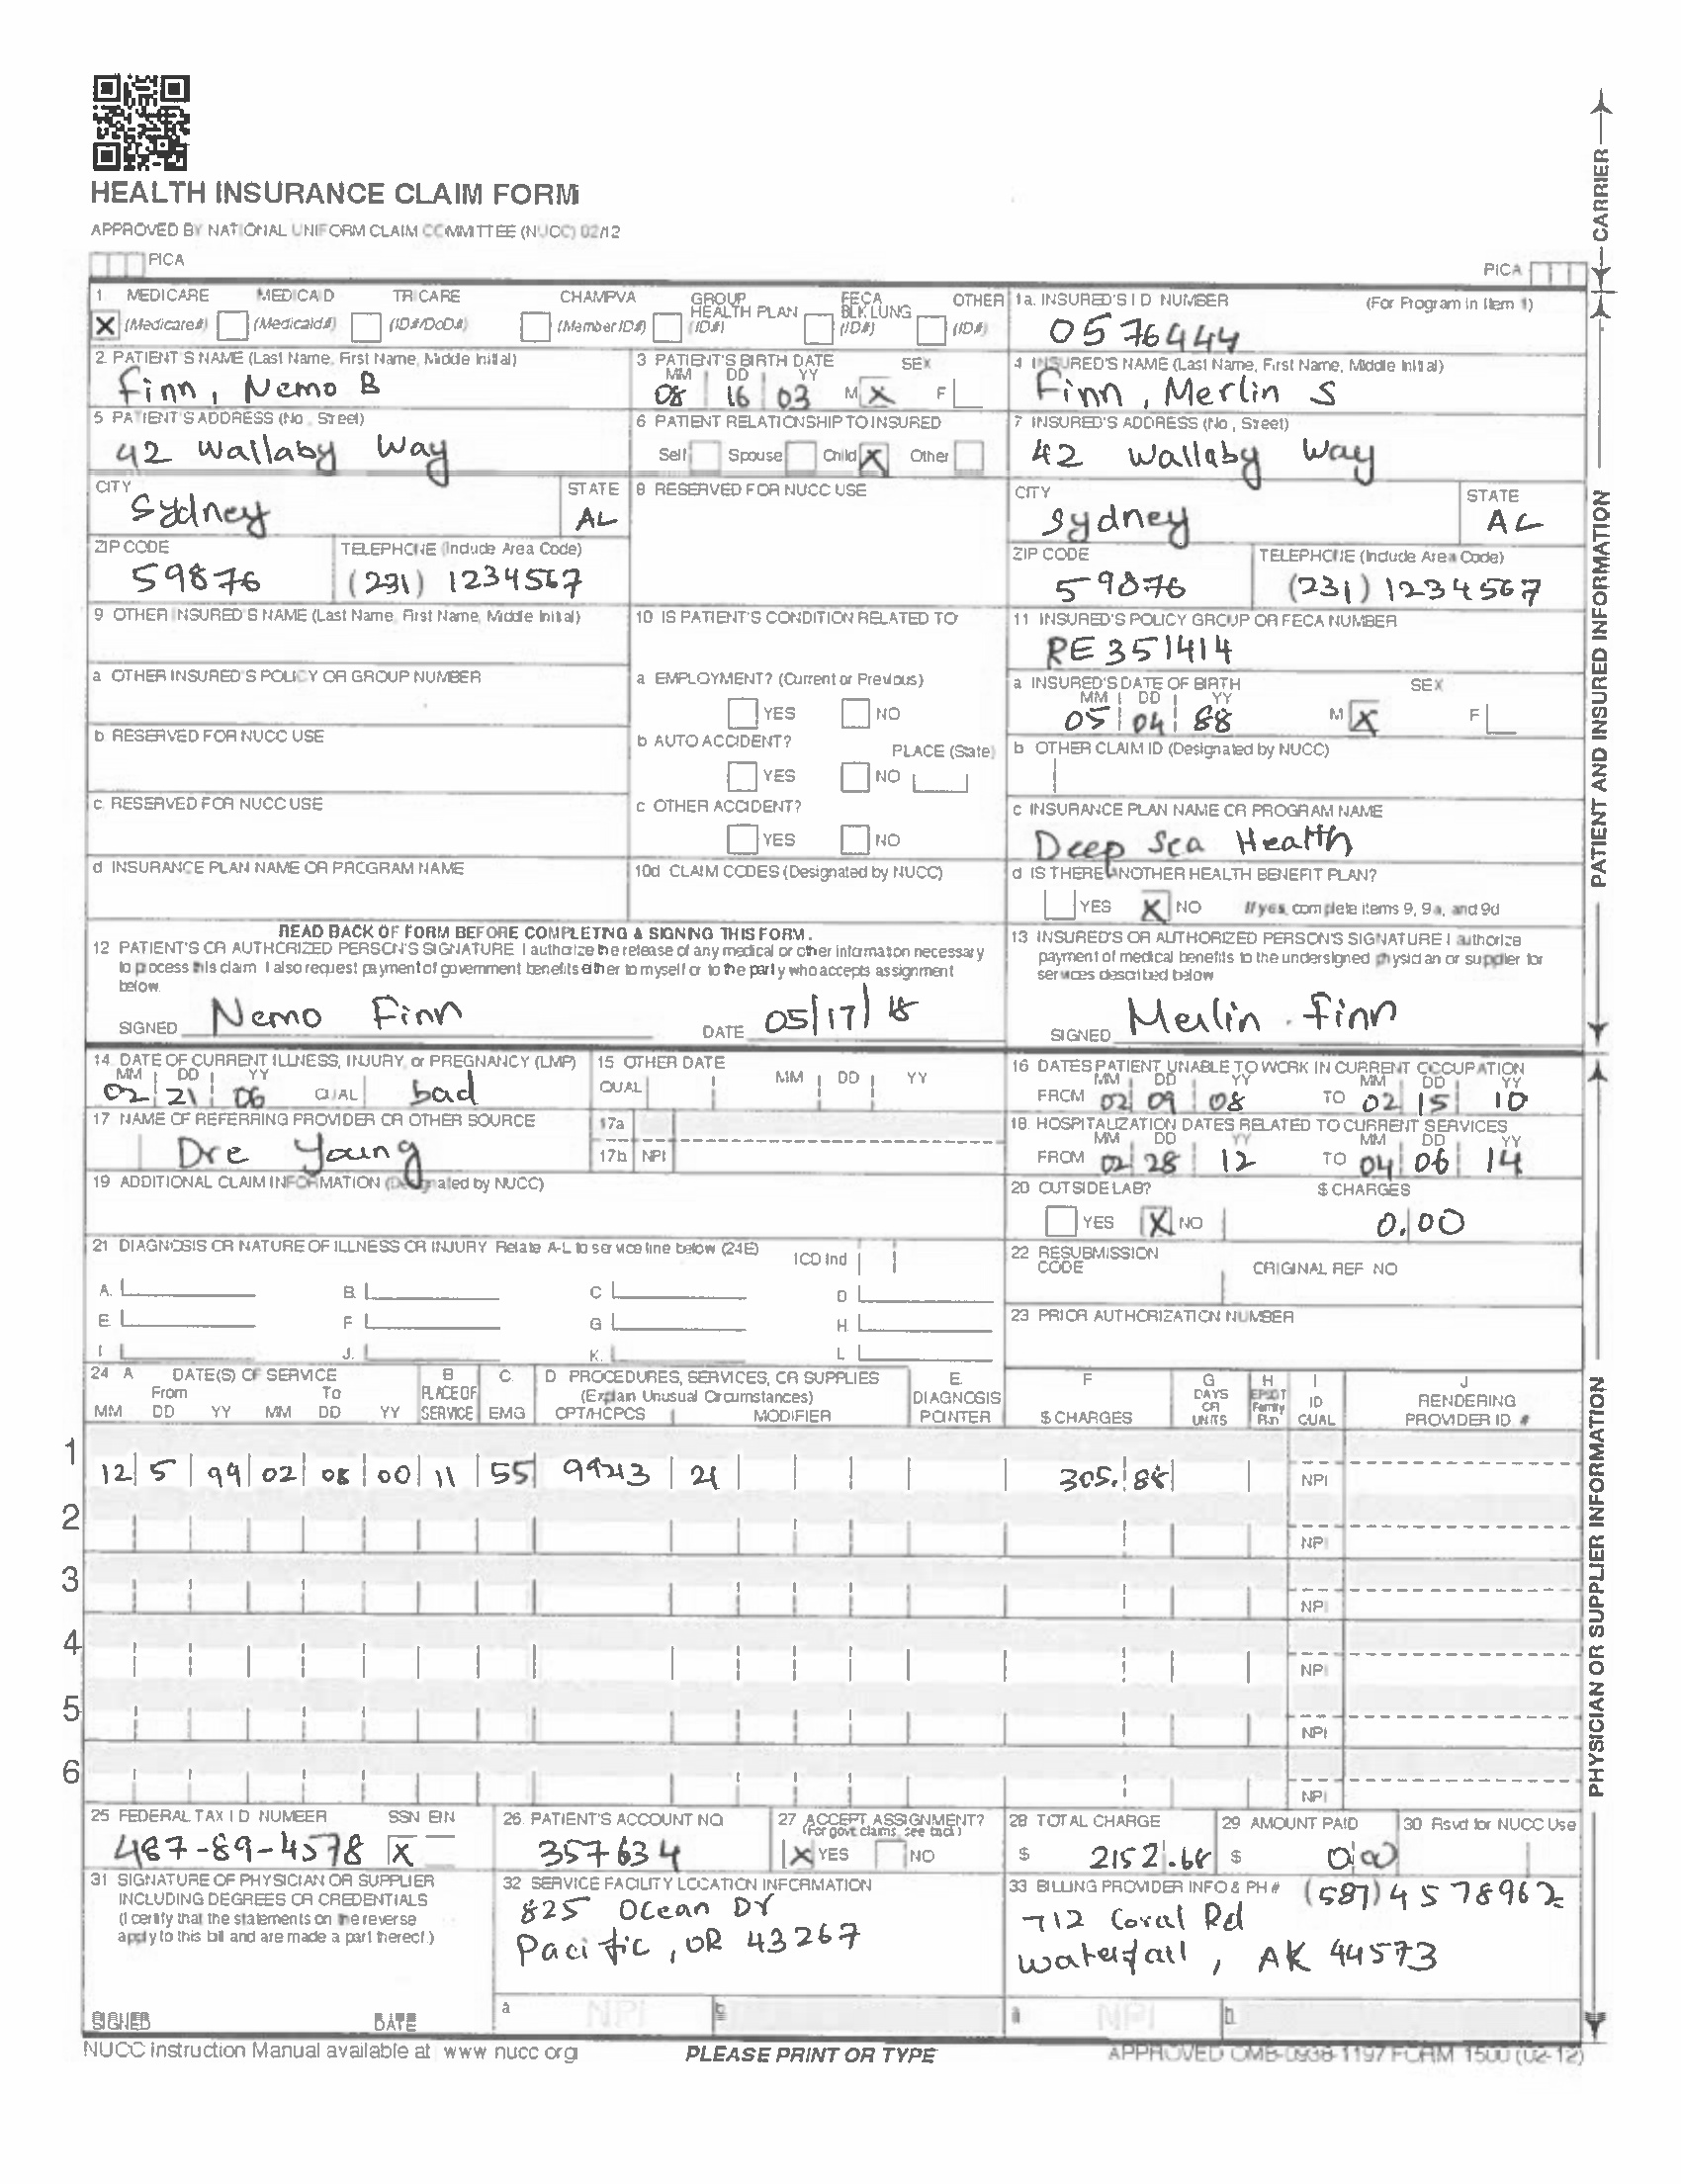 HEALTH INSURANCE CLAIM FORM
APPROVED BY NATIONAL UNIFORM CLAIM COMMITTEE (NUCC) 02/12
PICA
PICA
CARRIER
1. MEDICARE MEDICAID TRICARE CHAMPVA GROUP HEALTH PLAN FECA BLK LUNG OTHER
X (Medicare#) (Medicaid#) (ID#/DoD#) (Member ID#) (ID#) (ID#) (ID#)
1a. INSURED'S I D NUMBER (For Program in Item 1)
0576444
2. PATIENT'S NAME (Last Name, First Name, Middle Initial)
Finn, Nemo B
3 PATIENT'S BIRTH DATE SEX
MM DD YY
08 16 03 M X F
4 INSURED'S NAME (Last Name, First Name, Middle Initial)
Finn, Merlin S
5 PATIENT'S ADDRESS (No., Street)
42 Wallaby Way
6 PATIENT RELATIONSHIP TO INSURED
Self Spouse Child X Other
7 INSURED'S ADDRESS (No., Street)
42 Wallaby Way
CITY STATE
Sydney AL
8 RESERVED FOR NUCC USE
CITY STATE
Sydney AL
ZIP CODE TELEPHONE (Include Area Code)
59876 (231) 1234567
ZIP CODE TELEPHONE (Include Area Code)
59876 (231) 1234567
9 OTHER INSURED'S NAME (Last Name, First Name, Middle Initial)
10 IS PATIENT'S CONDITION RELATED TO
11 INSURED'S POLICY GROUP OR FECA NUMBER
RE 351414
a OTHER INSURED'S POLICY OR GROUP NUMBER
a EMPLOYMENT? (Current or Previous)
YES NO
a INSURED'S DATE OF BIRTH SEX
MM DD YY
05 04 88 M X F
b RESERVED FOR NUCC USE
b AUTO ACCIDENT? PLACE (State)
YES NO
b OTHER CLAIM ID (Designated by NUCC)
c. RESERVED FOR NUCC USE
c OTHER ACCIDENT?
YES NO
c INSURANCE PLAN NAME OR PROGRAM NAME
Deep Sea Health
d INSURANCE PLAN NAME OR PROGRAM NAME
10d CLAIM CODES (Designated by NUCC)
d IS THERE ANOTHER HEALTH BENEFIT PLAN?
YES X NO If yes, complete items 9, 9a, and 9d
READ BACK OF FORM BEFORE COMPLETING & SIGNING THIS FORM.
12 PATIENT'S OR AUTHORIZED PERSON'S SIGNATURE I authorize the release of any medical or other information necessary
to process this claim I also request payment of government benefits either to myself or to the party who accepts assignment
below.
SIGNED Nemo Finn DATE 05/17/18
13 INSURED'S OR AUTHORIZED PERSON'S SIGNATURE I authorize
payment of medical benefits to the undersigned physician or supplier for
services described below
SIGNED Merlin . Finn
PATIENT AND INSURED INFORMATION
14. DATE OF CURRENT ILLNESS, INJURY, or PREGNANCY (LMP)
MM DD YY
02 21 06 QUAL bad
15 OTHER DATE
QUAL MM DD YY
16 DATES PATIENT UNABLE TO WORK IN CURRENT OCCUPATION
MM DD YY MM DD YY
FROM 02 09 08 TO 02 15 10
17 NAME OF REFERRING PROVIDER OR OTHER SOURCE
Dre Young
17a
17b NPI
18. HOSPITALIZATION DATES RELATED TO CURRENT SERVICES
MM DD YY MM DD YY
FROM 02 28 12 TO 04 06 14
19 ADDITIONAL CLAIM INFORMATION (Designated by NUCC)
20 OUTSIDE LAB? $ CHARGES
YES X NO 0.00
21 DIAGNOSIS OR NATURE OF ILLNESS OR INJURY Relate A-L to service line below (24E) ICD Ind
A. B. C D
E F G H.
I J. K. L
22 RESUBMISSION CODE ORIGINAL REF NO
23 PRIOR AUTHORIZATION NUMBER
24 A DATE(S) OF SERVICE B C. D PROCEDURES, SERVICES, OR SUPPLIES E. F G H I J
From To PLACE OF (Explain Unusual Circumstances) DIAGNOSIS DAYS OR UNITS EPSDT Family Plan ID RENDERING
MM DD YY MM DD YY SERVICE EMG CPT/HCPCS MODIFIER POINTER $ CHARGES QUAL PROVIDER ID. #
1 12 5 99 02 08 00 11 55 99213 21 305. 88 NPI
2 NPI
3 NPI
4 NPI
5 NPI
6 NPI
25 FEDERAL TAX I D NUMBER SSN EIN
487-89-4578 X
26 PATIENT'S ACCOUNT NO.
357634
27 ACCEPT ASSIGNMENT?
(For govt. claims, see back)
X YES NO
28 TOTAL CHARGE
$ 2152.68
29 AMOUNT PAID
$ 0 00
30 Rsvd for NUCC Use
31 SIGNATURE OF PHYSICIAN OR SUPPLIER
INCLUDING DEGREES OR CREDENTIALS
(I certify that the statements on the reverse
apply to this bill and are made a part thereof.)
SIGNED DATE
32 SERVICE FACILITY LOCATION INFORMATION
825 Ocean Dr
Pacific, OR 43267
a NPI b
33 BILLING PROVIDER INFO & PH # (587) 4578962
712 Coral Rd
Waterfall, AK 44573
a NPI b
PHYSICIAN OR SUPPLIER INFORMATION
NUCC Instruction Manual available at www nucc org
PLEASE PRINT OR TYPE
APPROVED OMB-0938-1197 FORM 1500 (02-12)